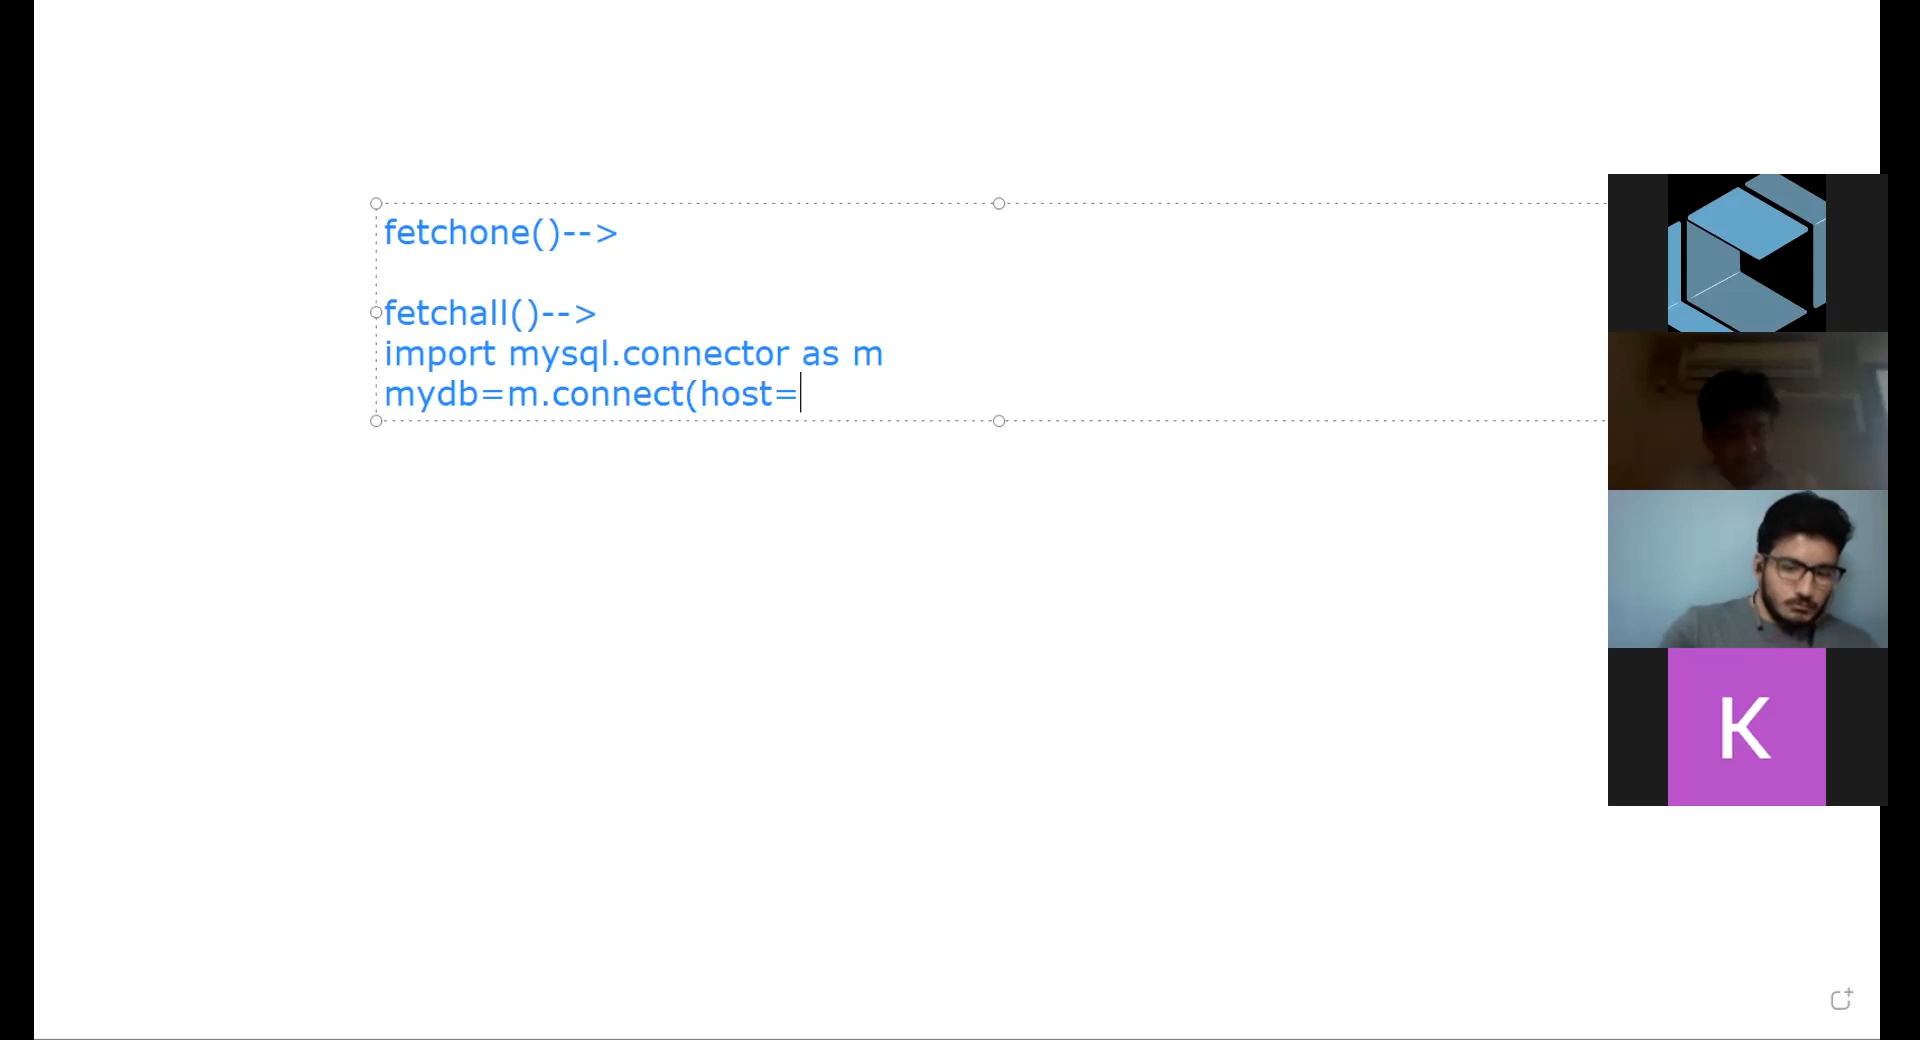 fetchone()-->
fetchall()-->
import mysql.connector as m
mydb=m.connect(host=
K